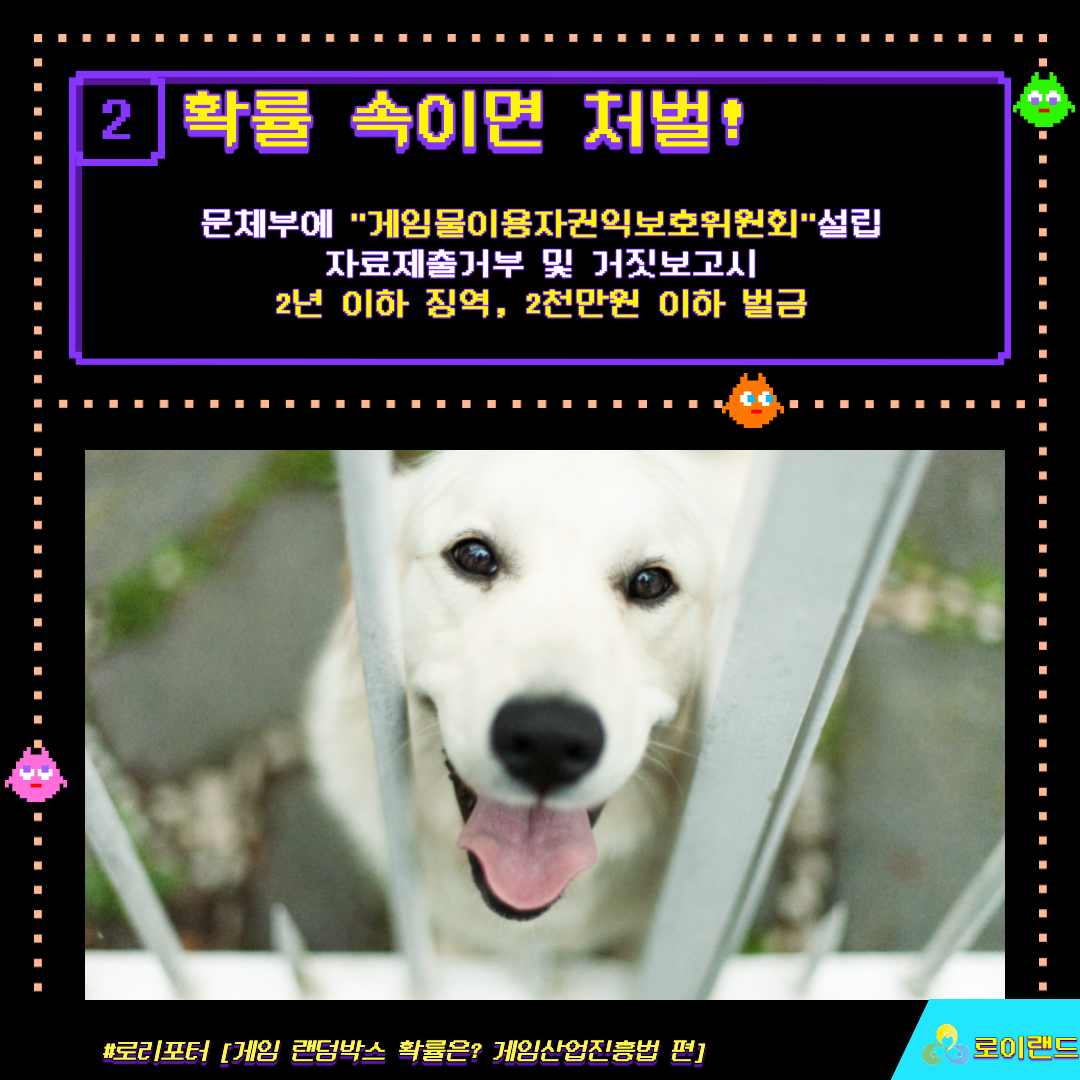 2
확률 속이면 처벌!
문체부에 "게임물이용자권익보호위원회"설립
자료제출거부 및 거짓보고시
2년 이하 징역, 2천만원 이하 벌금
#로리포터 [게임 랜덤박스 확률은? 게임산업진흥법 편]
로이랜드